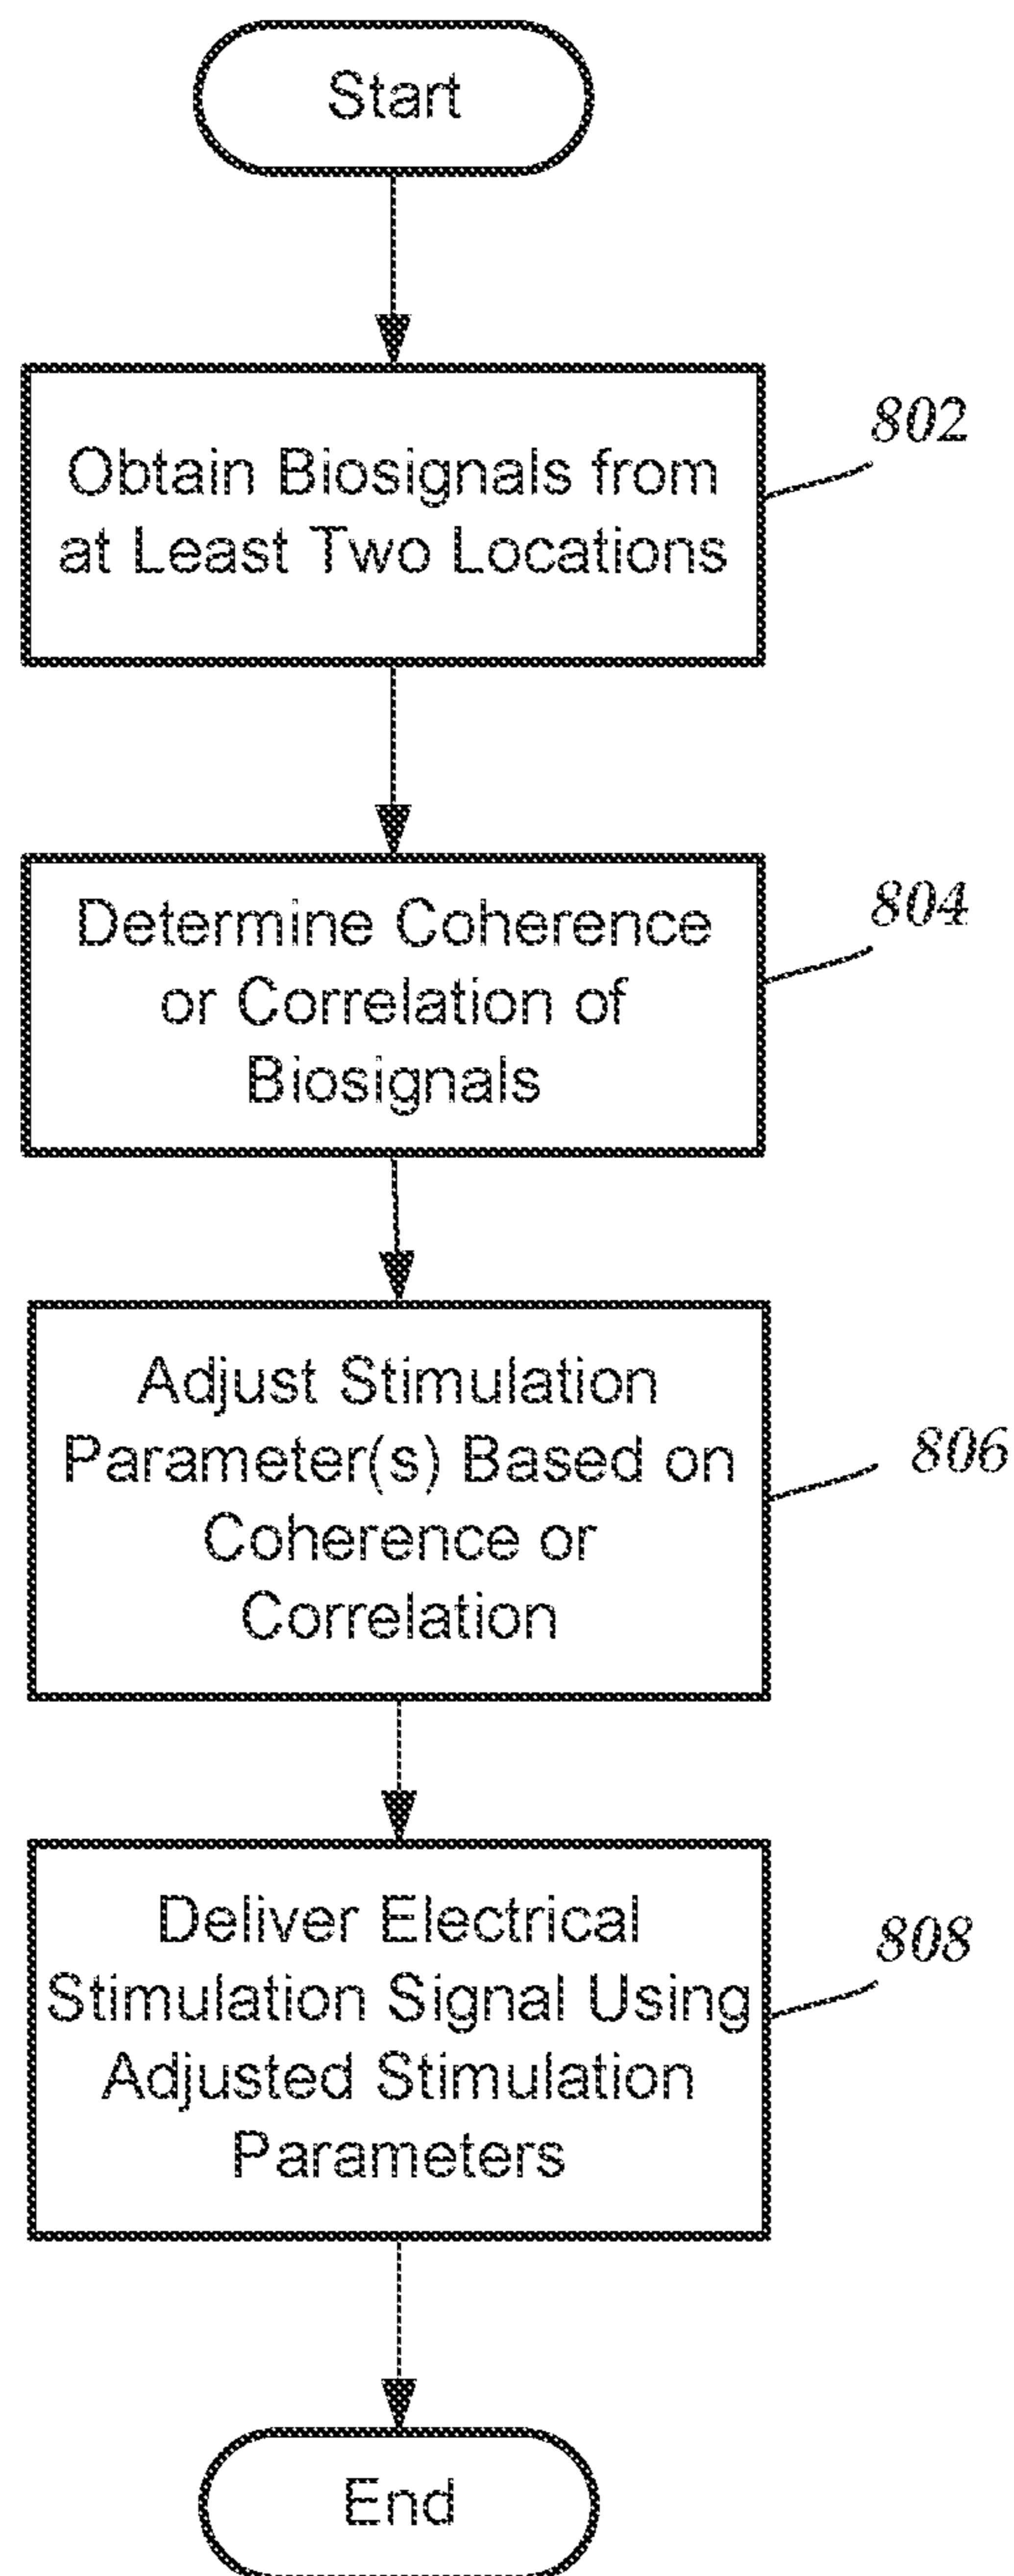 Start
Obtain Biosignals from
at Least Two Locations
802
Determine Coherence
or Correlation of
Biosignals
804
Adjust Stimulation
Parameter(s) Based on
Coherence or
Correlation
806
Deliver Electrical
Stimulation Signal Using
Adjusted Stimulation
Parameters
808
End